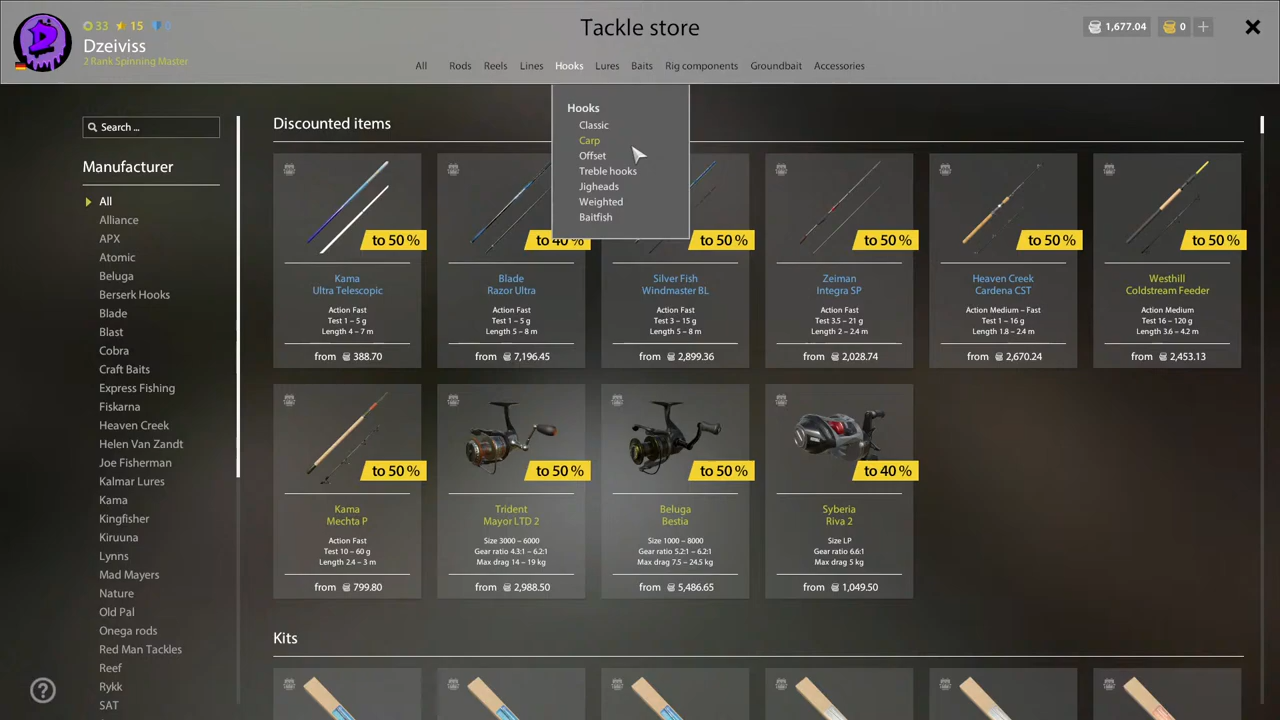 33 15 0
Dzeiviss
2 Rank Spinning Master
Tackle store
1,677.04 0 +
All Rods Reels Lines Hooks Lures Baits Rig components Groundbait Accessories
Hooks
Classic
Carp
Offset
Treble hooks
Jigheads
Weighted
Baitfish
Search ...
Manufacturer
All
Alliance
APX
Atomic
Beluga
Berserk Hooks
Blade
Blast
Cobra
Craft Baits
Express Fishing
Fiskarna
Heaven Creek
Helen Van Zandt
Joe Fisherman
Kalmar Lures
Kama
Kingfisher
Kiruuna
Lynns
Mad Mayers
Nature
Old Pal
Onega rods
Red Man Tackles
Reef
Rykk
SAT
Discounted items
to 50 %
Kama
Ultra Telescopic
Action Fast
Test 1 – 5 g
Length 4 – 7 m
from 388.70
to 40 %
Blade
Razor Ultra
Action Fast
Test 1 – 5 g
Length 5 – 8 m
from 7,196.45
to 50 %
Silver Fish
Windmaster BL
Action Fast
Test 3 – 15 g
Length 5 – 8 m
from 2,899.36
to 50 %
Zeiman
Integra SP
Action Fast
Test 3.5 – 21 g
Length 2 – 2.4 m
from 2,028.74
to 50 %
Heaven Creek
Cardena CST
Action Medium – Fast
Test 1 – 16 g
Length 1.8 – 2.4 m
from 2,670.24
to 50 %
Westhill
Coldstream Feeder
Action Medium
Test 16 – 120 g
Length 3.6 – 4.2 m
from 2,453.13
to 50 %
Kama
Mechta P
Action Fast
Test 10 – 60 g
Length 2.4 – 3 m
from 799.80
to 50 %
Trident
Mayor LTD 2
Size 3000 – 6000
Gear ratio 4.3:1 – 6.2:1
Max drag 14 – 19 kg
from 2,988.50
to 50 %
Beluga
Bestia
Size 1000 – 8000
Gear ratio 5.2:1 – 6.2:1
Max drag 7.5 – 24.5 kg
from 5,486.65
to 40 %
Syberia
Riva 2
Size LP
Gear ratio 6.6:1
Max drag 5 kg
from 1,049.50
Kits
?